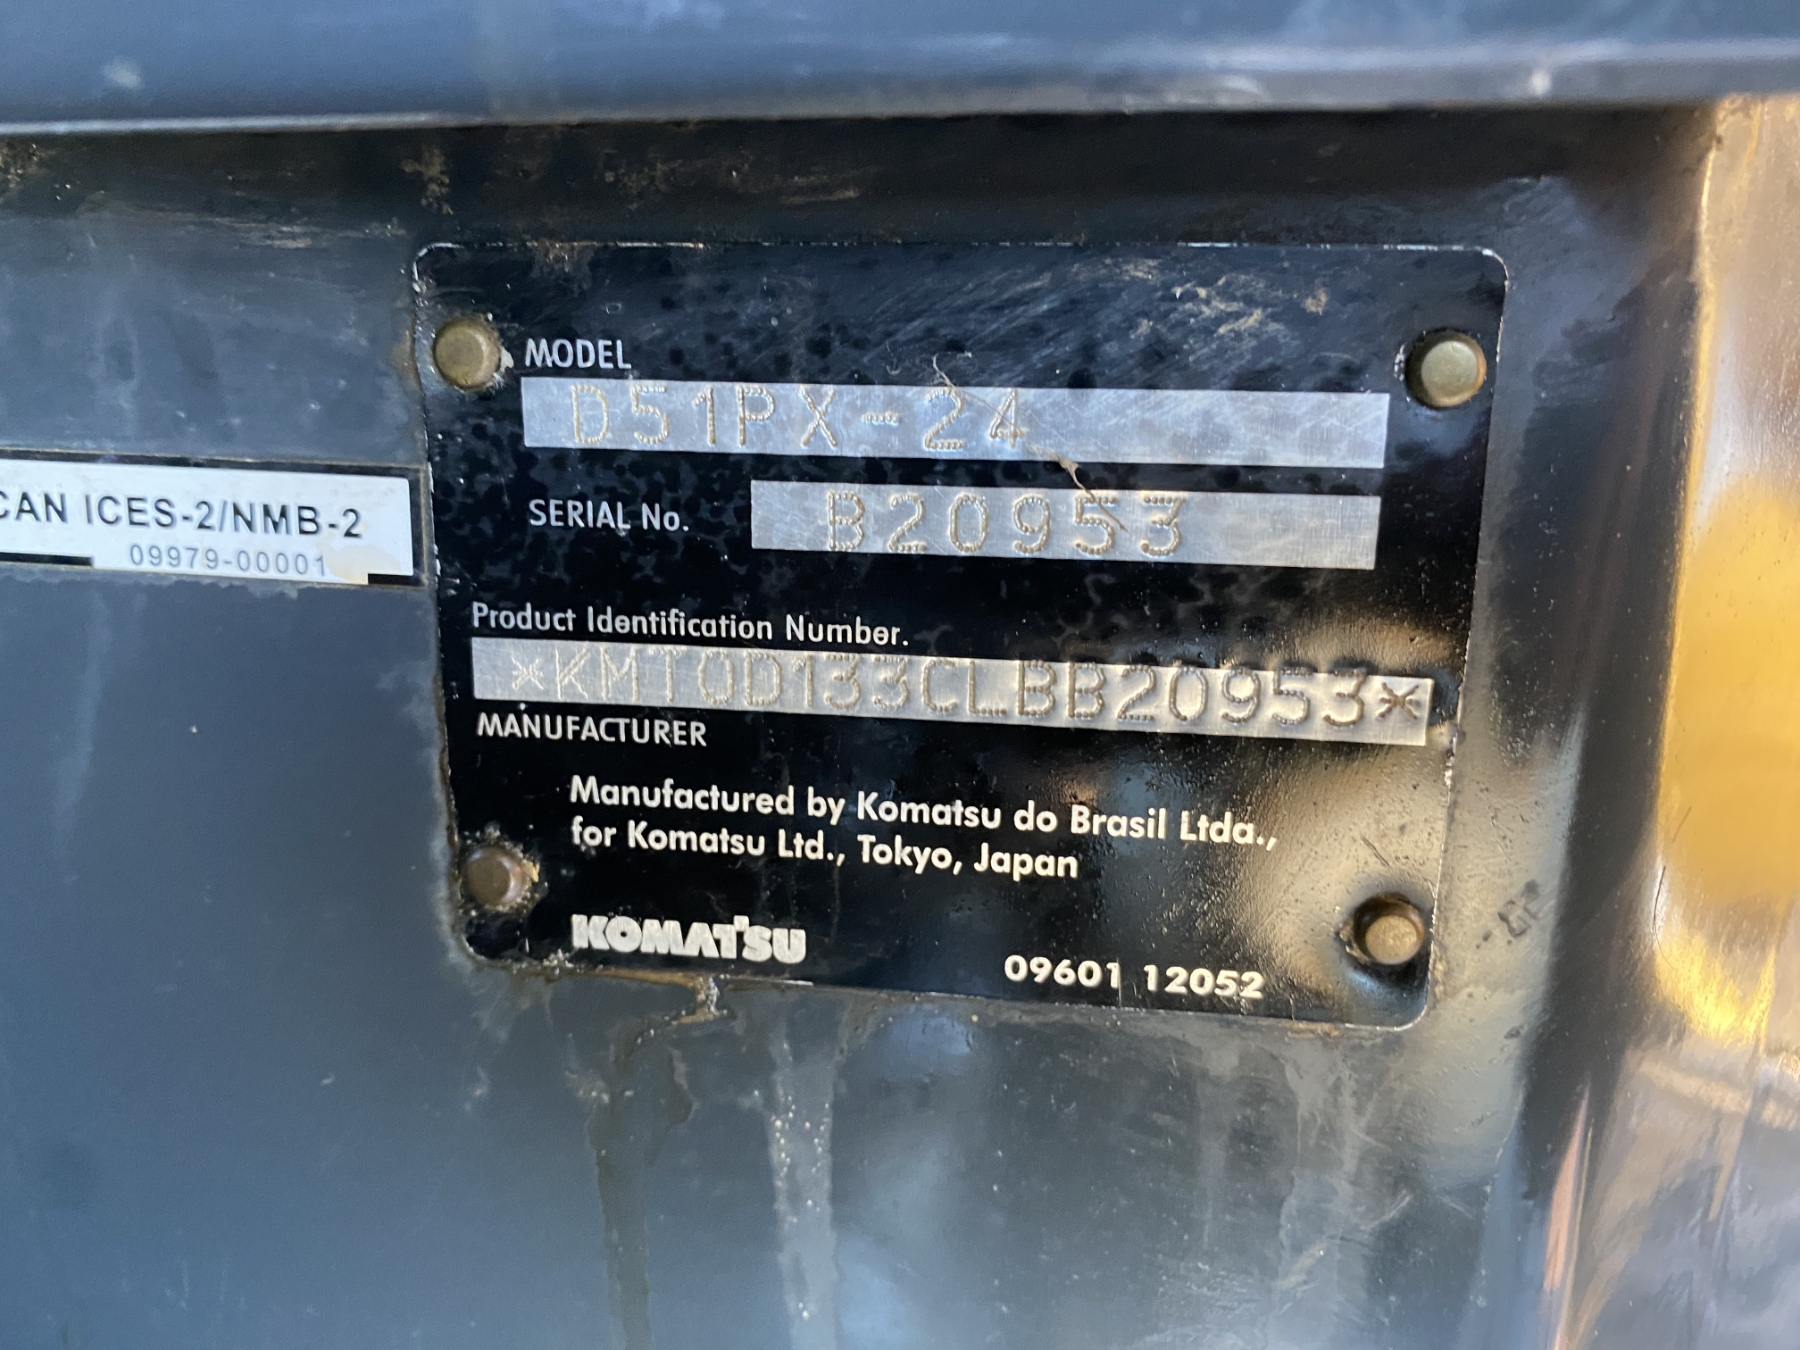 MODEL
D51PX-24
SERIAL No.
B20953
Product Identification Number.
*KMT0D133CLBB20953*
MANUFACTURER
Manufactured by Komatsu do Brasil Ltda.,
for Komatsu Ltd., Tokyo, Japan
KOMATSU
09601 12052
CAN ICES-2/NMB-2
09979-00001